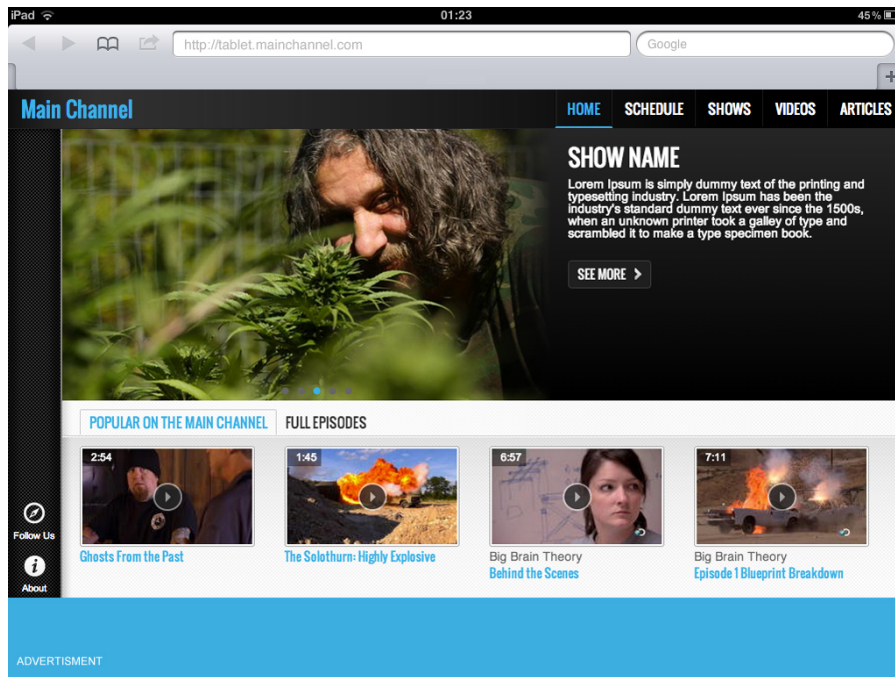 iPad 01:23 45%
http://tablet.mainchannel.com Google
Main Channel HOME SCHEDULE SHOWS VIDEOS ARTICLES
SHOW NAME
Lorem Ipsum is simply dummy text of the printing and
typesetting industry. Lorem Ipsum has been the
industry's standard dummy text ever since the 1500s,
when an unknown printer took a galley of type and
scrambled it to make a type specimen book.
SEE MORE
POPULAR ON THE MAIN CHANNEL FULL EPISODES
2:54 1:45 6:57 7:11
Follow Us
Ghosts From the Past The Solothurn: Highly Explosive Big Brain Theory Big Brain Theory
Behind the Scenes Episode 1 Blueprint Breakdown
About
ADVERTISMENT